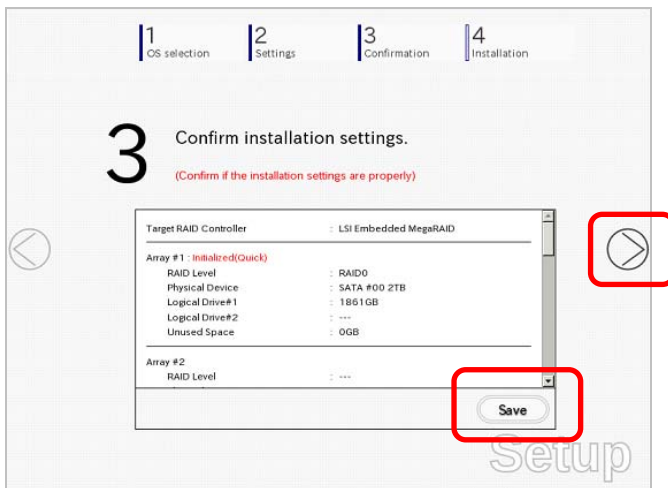 1 2 3 4
OS selection Settings Confirmation Installation
3 Confirm installation settings.
(Confirm if the installation settings are properly)
Target RAID Controller : LSI Embedded MegaRAID
Array #1 : Initialized(Quick)
RAID Level : RAID0
Physical Device : SATA #00 2TB
Logical Drive#1 : 1861GB
Logical Drive#2 : ---
Unused Space : 0GB
Array #2
RAID Level : ---
Save
Setup